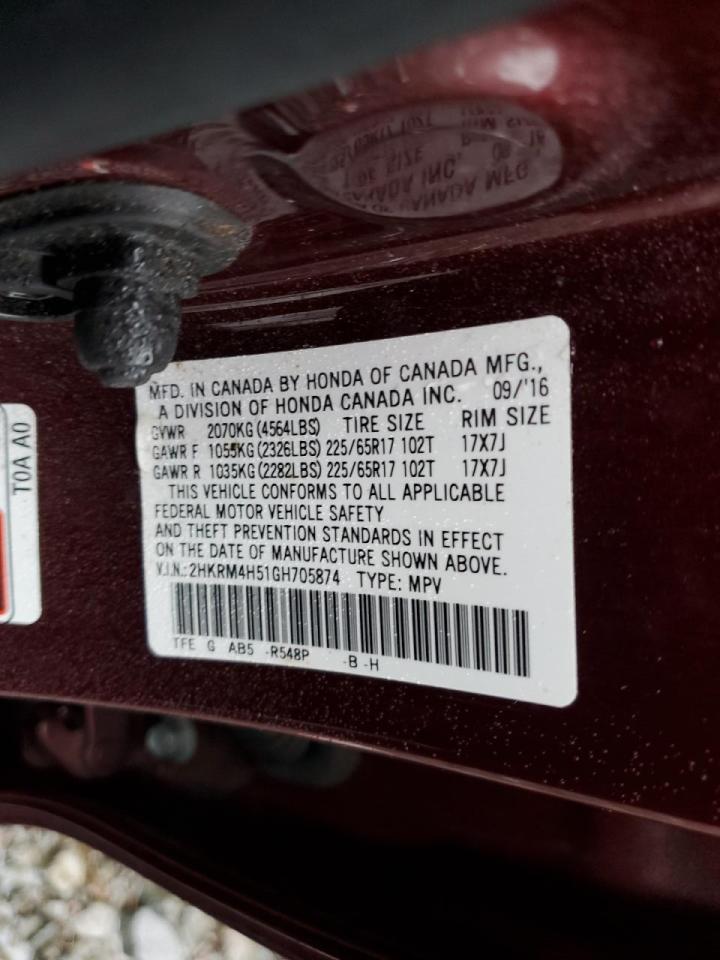 MFD. IN CANADA BY HONDA OF CANADA MFG.,
A DIVISION OF HONDA CANADA INC. 09/'16
GVWR 2070KG(4564LBS) TIRE SIZE RIM SIZE
GAWR F 1055KG(2326LBS) 225/65R17 102T 17X7J
GAWR R 1035KG(2282LBS) 225/65R17 102T 17X7J
THIS VEHICLE CONFORMS TO ALL APPLICABLE
FEDERAL MOTOR VEHICLE SAFETY
AND THEFT PREVENTION STANDARDS IN EFFECT
ON THE DATE OF MANUFACTURE SHOWN ABOVE.
V.I.N.:2HKRM4H51GH705874 TYPE: MPV
TFE G AB5 -R548P -B -H
T0A A0